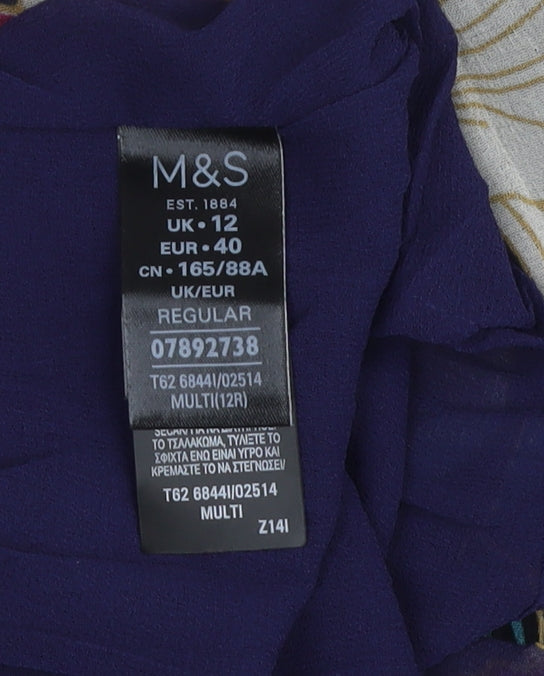 M&S
EST. 1884
UK • 12
EUR • 40
CN • 165/88A
UK/EUR
REGULAR
07892738
T62 6844I/02514
MULTI(12R)
ΤΟ ΤΣΑΛΑΚΩΜΑ, ΤΥΛΙΞΤΕ ΤΟ
ΣΦΙΧΤΑ ΕΝΩ ΕΙΝΑΙ ΥΓΡΟ ΚΑΙ
ΚΡΕΜΑΣΤΕ ΤΟ ΝΑ ΣΤΕΓΝΩΣΕΙ/
T62 6844I/02514
MULTI
Z14I